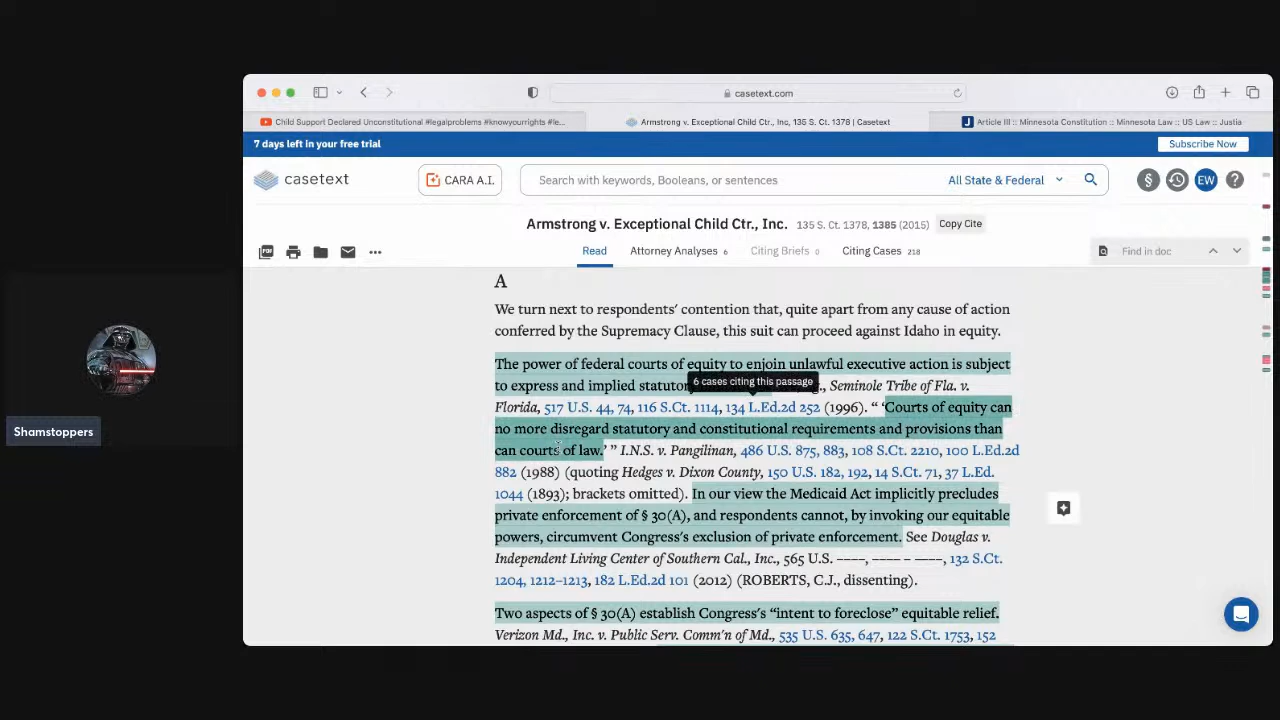 casetext.com
Child Support Declared Unconstitutional #legalproblems #knowyourrights #le...
Armstrong v. Exceptional Child Ctr., Inc, 135 S. Ct. 1378 | Casetext
Article III :: Minnesota Constitution :: Minnesota Law :: US Law :: Justia
7 days left in your free trial
Subscribe Now
casetext
CARA A.I.
Search with keywords, Booleans, or sentences
All State & Federal
§
EW
?
Armstrong v. Exceptional Child Ctr., Inc. 135 S. Ct. 1378, 1385 (2015) Copy Cite
PDF
Read
Attorney Analyses 6
Citing Briefs 0
Citing Cases 218
Find in doc
A
We turn next to respondents' contention that, quite apart from any cause of action
conferred by the Supremacy Clause, this suit can proceed against Idaho in equity.
The power of federal courts of equity to enjoin unlawful executive action is subject
6 cases citing this passage
to express and implied ., Seminole Tribe of Fla. v.
Florida, 517 U.S. 44, 74, 116 S.Ct. 1114, 134 L.Ed.2d 252 (1996). “ ‘Courts of equity can
no more disregard statutory and constitutional requirements and provisions than
can courts of law.’ ” I.N.S. v. Pangilinan, 486 U.S. 875, 883, 108 S.Ct. 2210, 100 L.Ed.2d
882 (1988) (quoting Hedges v. Dixon County, 150 U.S. 182, 192, 14 S.Ct. 71, 37 L.Ed.
1044 (1893); brackets omitted). In our view the Medicaid Act implicitly precludes
private enforcement of § 30(A), and respondents cannot, by invoking our equitable
powers, circumvent Congress's exclusion of private enforcement. See Douglas v.
Independent Living Center of Southern Cal., Inc., 565 U.S. ––––, –––– – ––––, 132 S.Ct.
1204, 1212–1213, 182 L.Ed.2d 101 (2012) (ROBERTS, C.J., dissenting).
Two aspects of § 30(A) establish Congress's “intent to foreclose” equitable relief.
Verizon Md., Inc. v. Public Serv. Comm'n of Md., 535 U.S. 635, 647, 122 S.Ct. 1753, 152
Shamstoppers